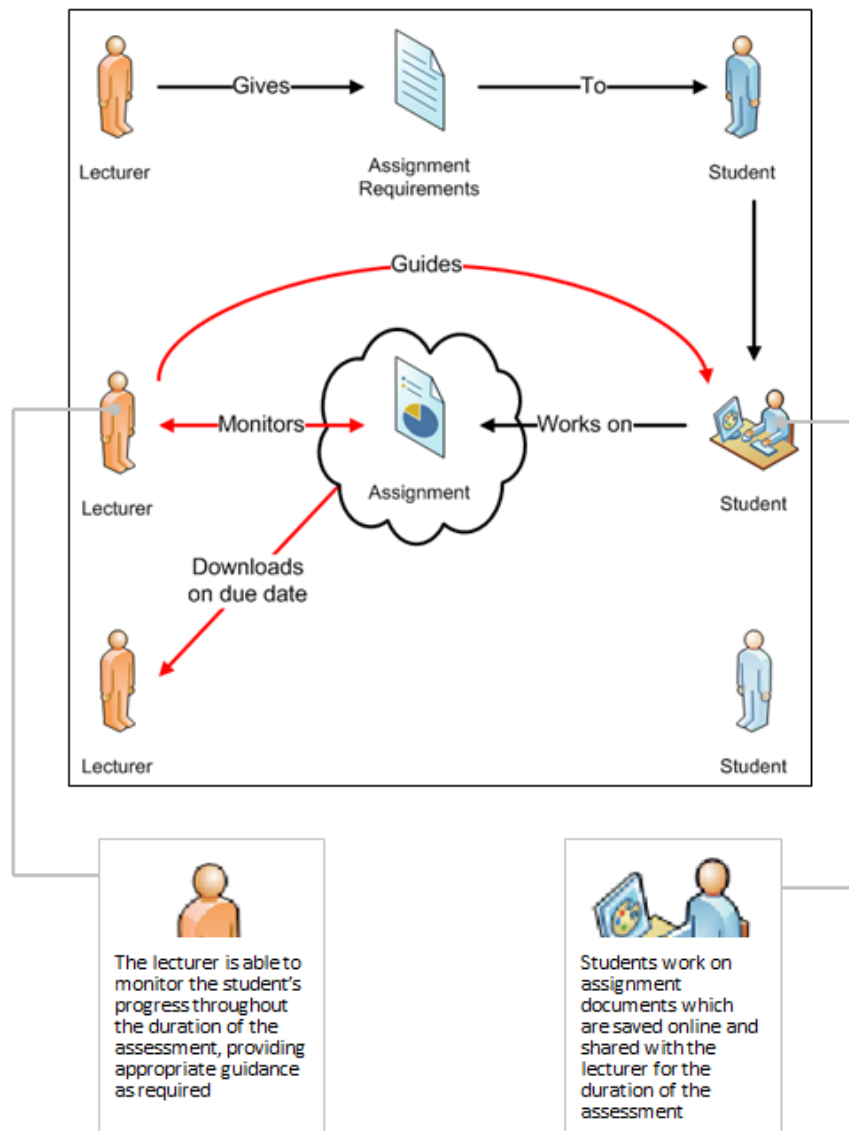 Gives
To
Lecturer
Assignment
Requirements
Student
Guides
Monitors
Works on
Assignment
Lecturer
Student
Downloads
on due date
Lecturer
Student
The lecturer is able to
monitor the student's
progress throughout
the duration of the
assessment, providing
appropriate guidance
as required
Students work on
assignment
documents which
are saved online and
shared with the
lecturer for the
duration of the
assessment